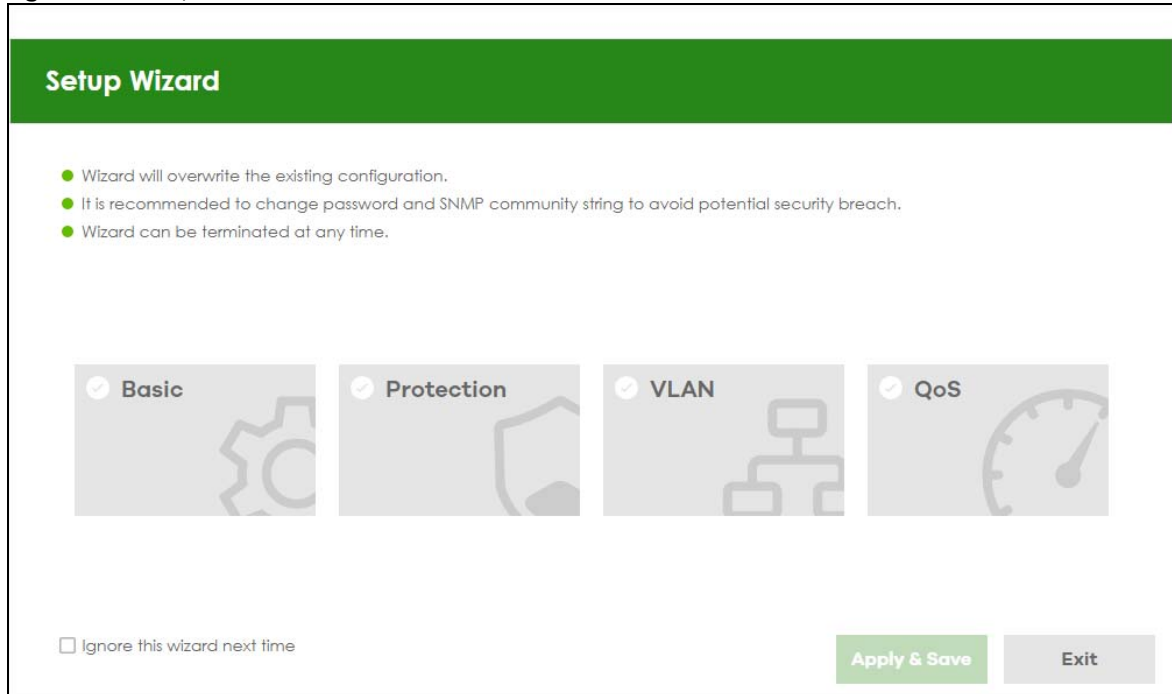 Setup Wizard
Wizard will overwrite the existing configuration.
It is recommended to change password and SNMP community string to avoid potential security breach.
Wizard can be terminated at any time.
Basic
Protection
VLAN
QoS
Ignore this wizard next time
Apply & Save
Exit